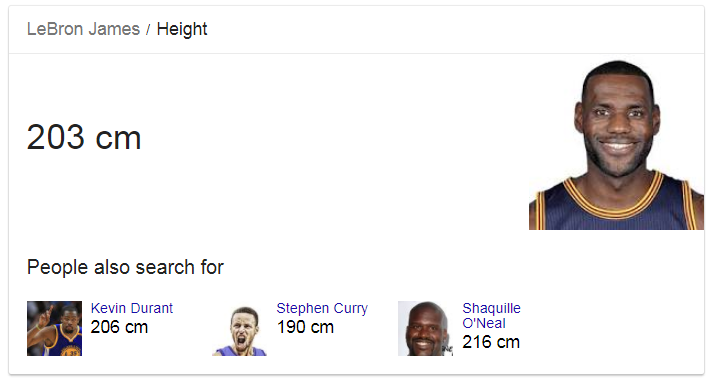 LeBron James / Height
203 cm
People also search for
Kevin Durant
206 cm
Stephen Curry
190 cm
Shaquille
O'Neal
216 cm